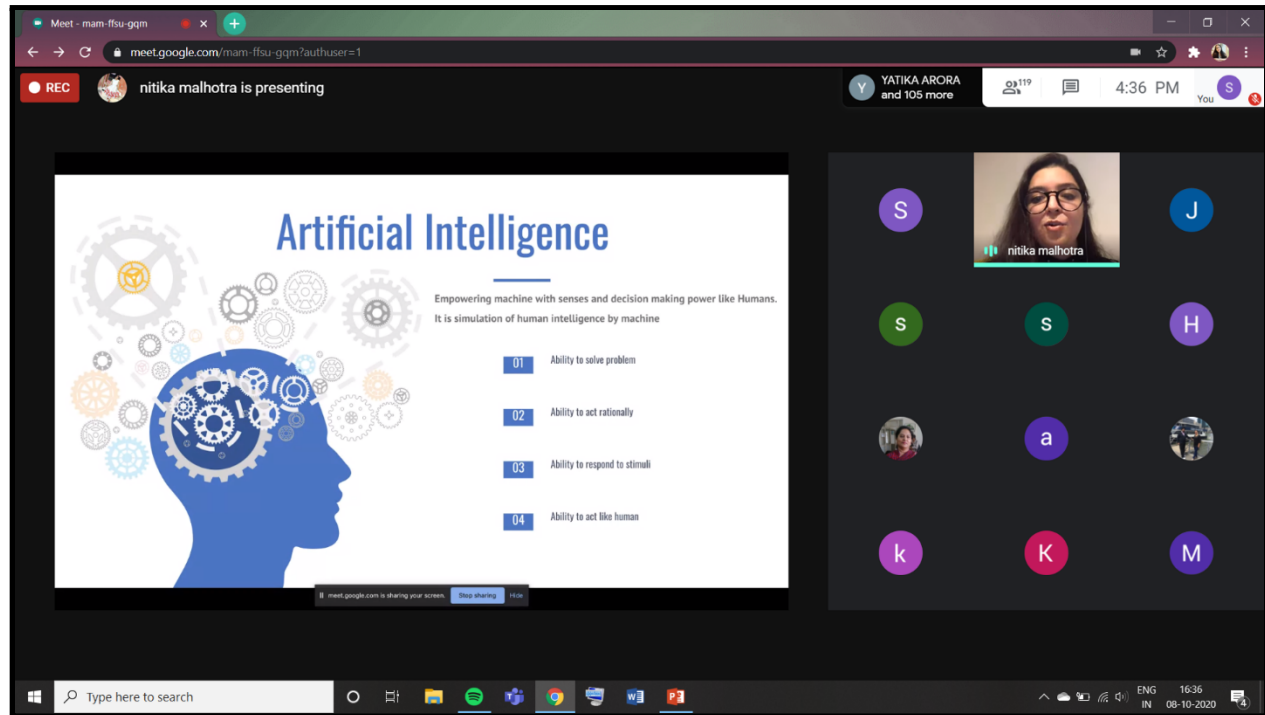 Meet - mam-ffsu-gqm
meet.google.com/mam-ffsu-gqm?authuser=1
REC
nitika malhotra is presenting
Y
YATIKA ARORA
and 105 more
119
4:36 PM
You
S
Artificial Intelligence
Empowering machine with senses and decision making power like Humans.
It is simulation of human intelligence by machine
01 Ability to solve problem
02 Ability to act rationally
03 Ability to respond to stimuli
04 Ability to act like human
meet.google.com is sharing your screen. Stop sharing Hide
S
nitika malhotra
J
s
s
H
a
k
K
M
Type here to search
ENG
IN
16:36
08-10-2020
4